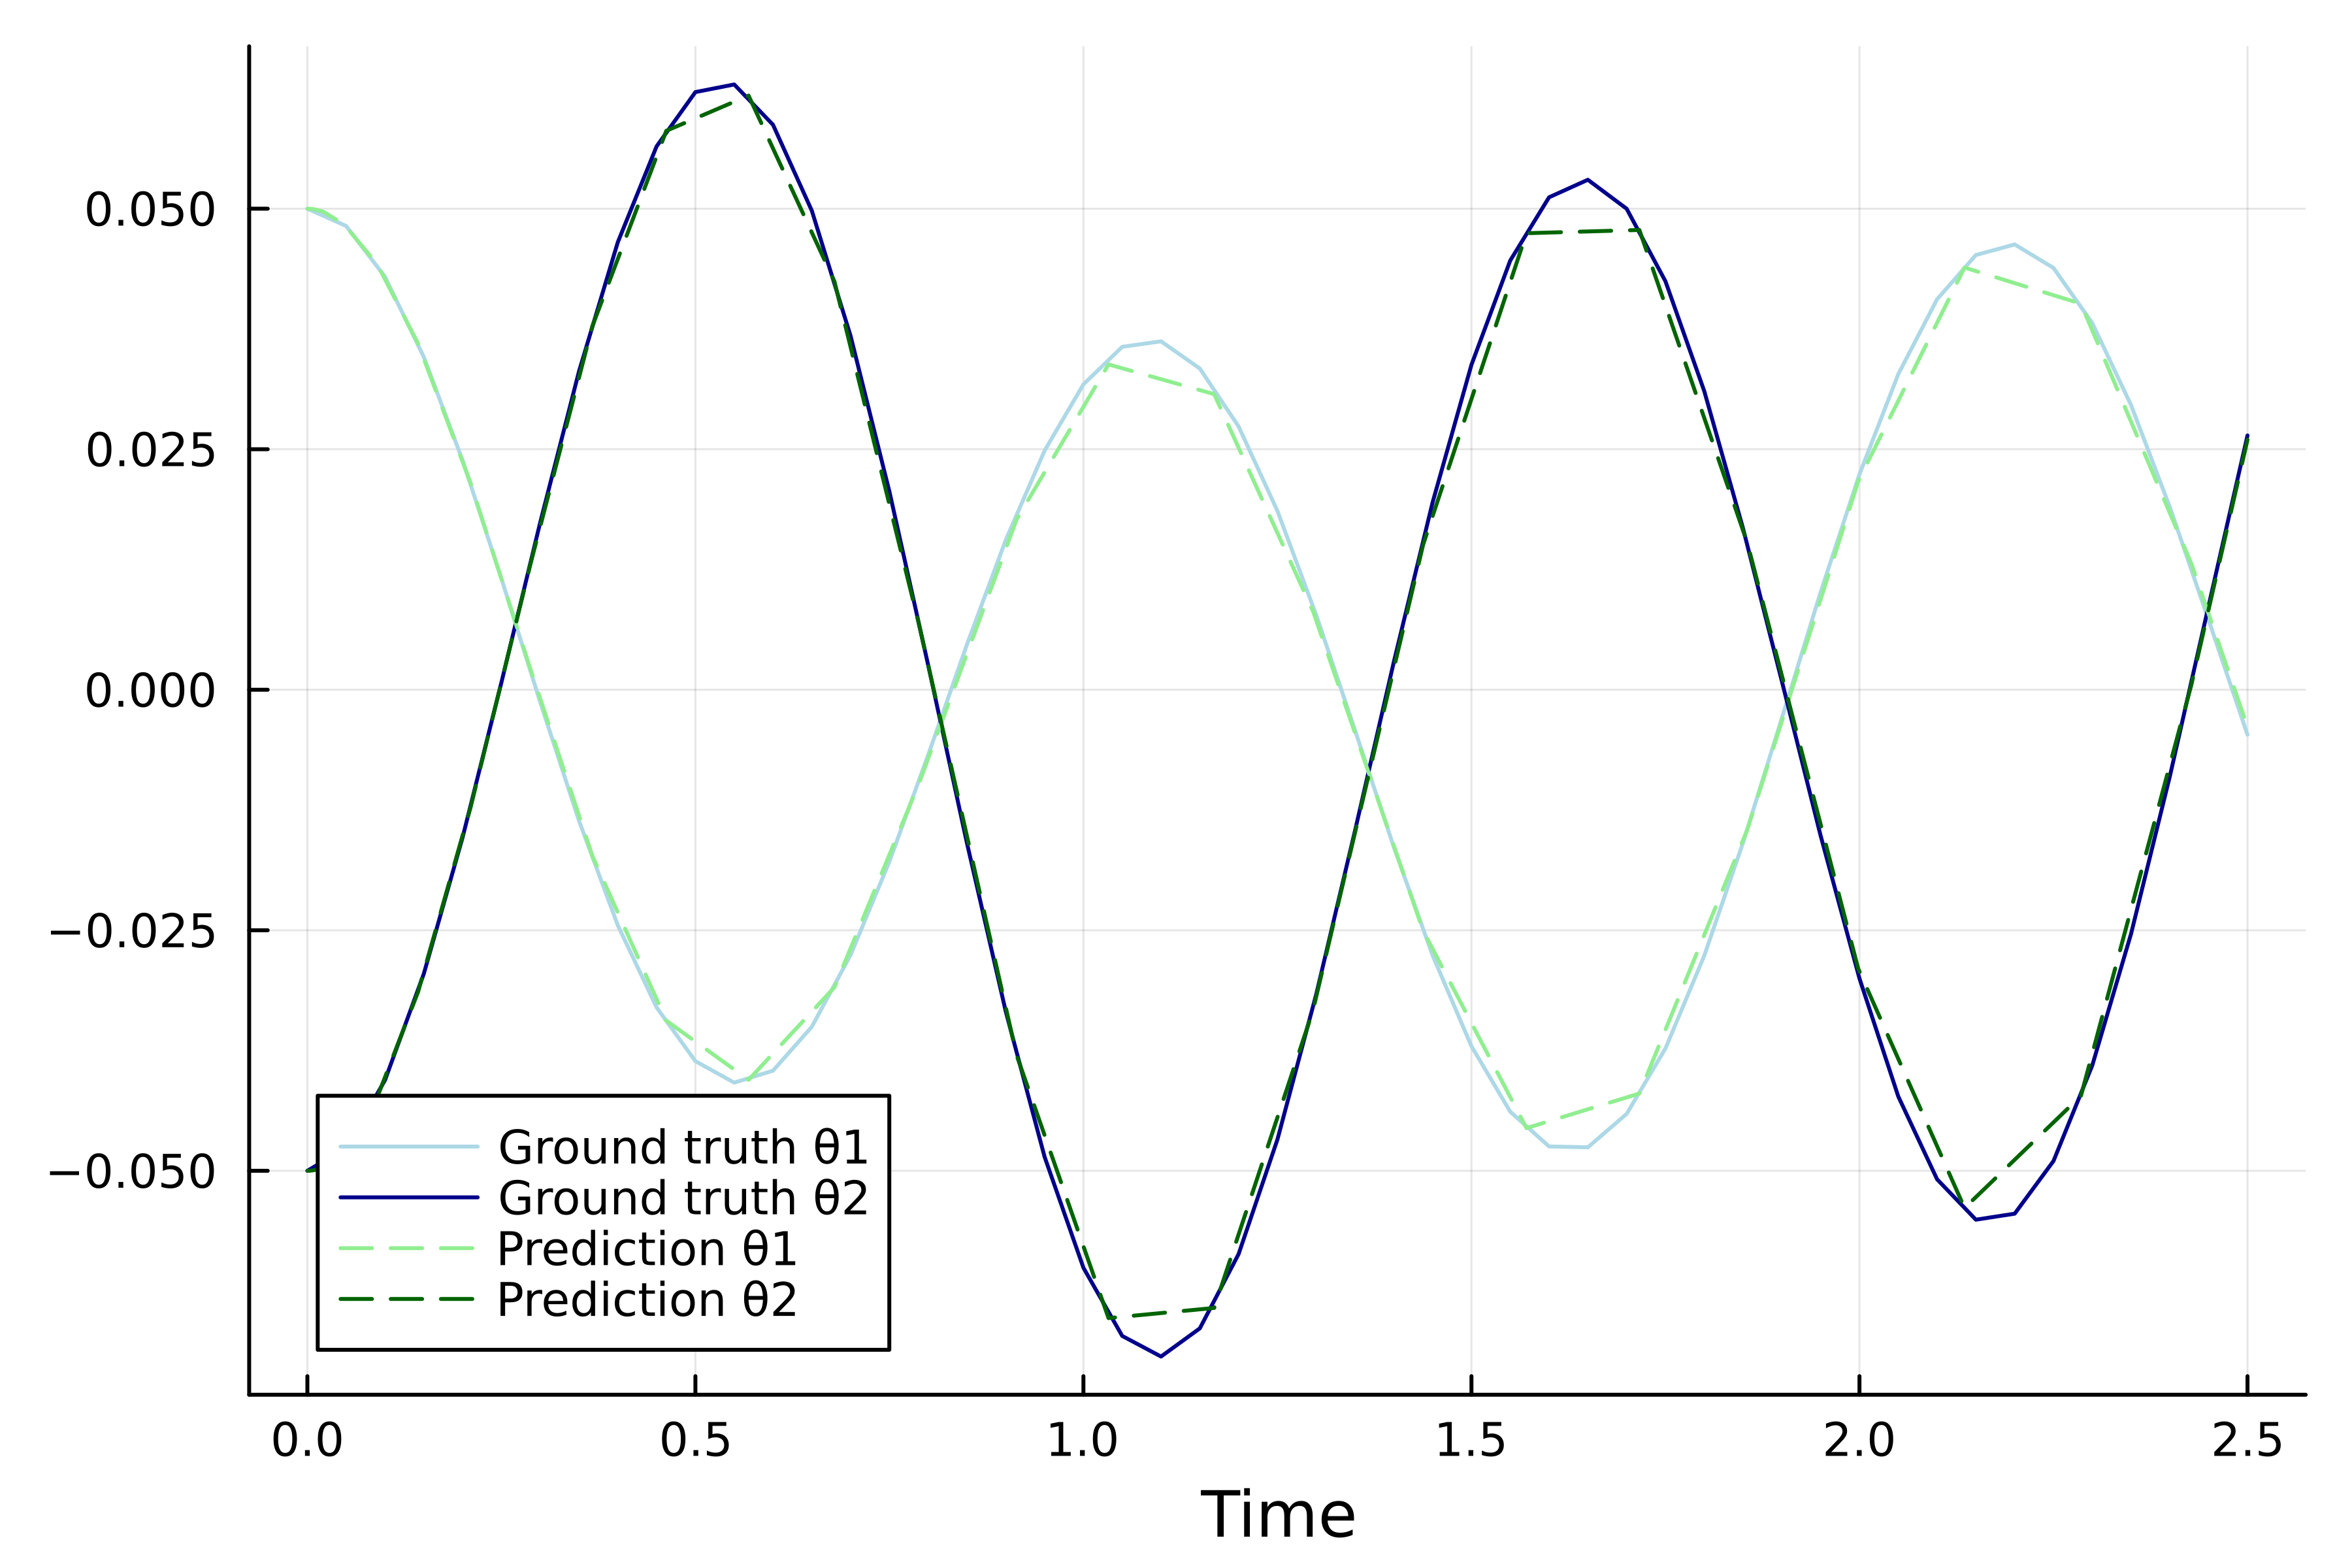 0.050
0.025
0.000
−0.025
−0.050
Ground truth θ1
Ground truth θ2
Prediction θ1
Prediction θ2
0.0 0.5 1.0 1.5 2.0 2.5
Time